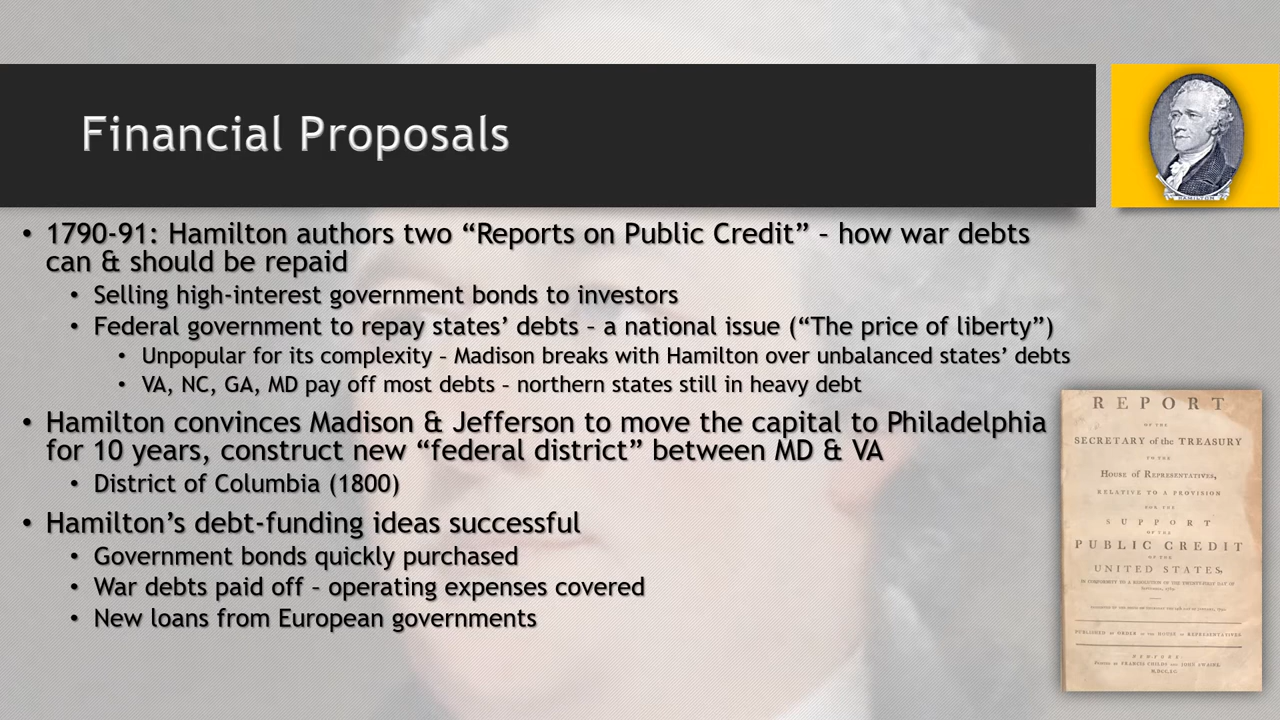 Financial Proposals
HAMILTON
• 1790-91: Hamilton authors two “Reports on Public Credit” – how war debts
can & should be repaid
• Selling high-interest government bonds to investors
• Federal government to repay states’ debts – a national issue (“The price of liberty”)
• Unpopular for its complexity – Madison breaks with Hamilton over unbalanced states’ debts
• VA, NC, GA, MD pay off most debts – northern states still in heavy debt
• Hamilton convinces Madison & Jefferson to move the capital to Philadelphia
for 10 years, construct new “federal district” between MD & VA
• District of Columbia (1800)
• Hamilton’s debt-funding ideas successful
• Government bonds quickly purchased
• War debts paid off – operating expenses covered
• New loans from European governments
REPORT
OF THE
SECRETARY of the TREASURY
TO THE
House of Representatives,
RELATIVE TO A PROVISION
FOR THE
SUPPORT
OF THE
PUBLIC CREDIT
OF THE
UNITED STATES,
PUBLISHED BY ORDER OF THE HOUSE OF REPRESENTATIVES
NEW-YORK:
Printed by FRANCIS CHILDS and JOHN SWAINE.
M,DCC,XC.